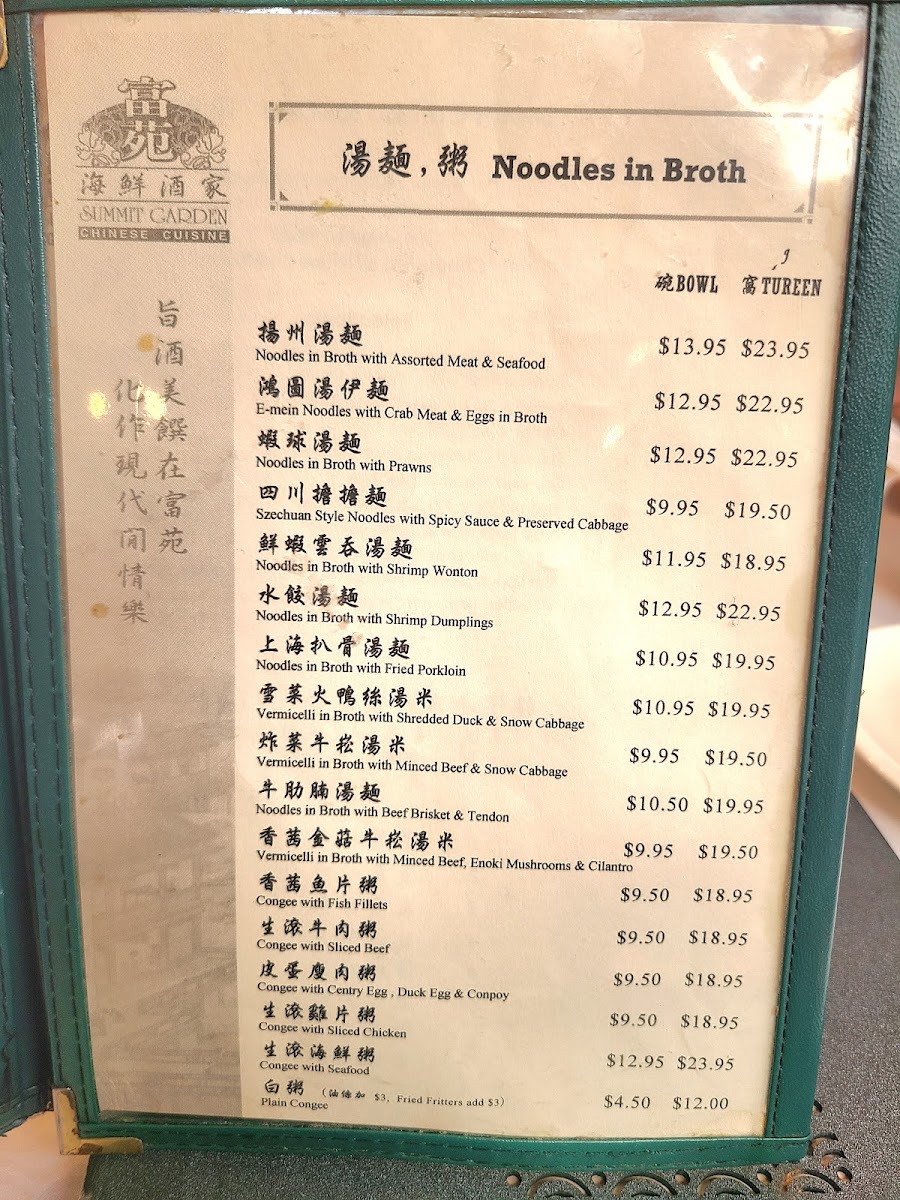 富苑
海鮮酒家
SUMMIT GARDEN
CHINESE CUISINE
旨酒美饌在富苑
化作現代閒情樂
湯麵,粥 Noodles in Broth
碗BOWL 窩TUREEN
揚州湯麵
Noodles in Broth with Assorted Meat & Seafood $13.95 $23.95
鴻圖湯伊麵
E-mein Noodles with Crab Meat & Eggs in Broth $12.95 $22.95
蝦球湯麵
Noodles in Broth with Prawns $12.95 $22.95
四川擔擔麵
Szechuan Style Noodles with Spicy Sauce & Preserved Cabbage $9.95 $19.50
鮮蝦雲吞湯麵
Noodles in Broth with Shrimp Wonton $11.95 $18.95
水餃湯麵
Noodles in Broth with Shrimp Dumplings $12.95 $22.95
上海扒骨湯麵
Noodles in Broth with Fried Porkloin $10.95 $19.95
雪菜火鴨絲湯米
Vermicelli in Broth with Shredded Duck & Snow Cabbage $10.95 $19.95
炸菜牛崧湯米
Vermicelli in Broth with Minced Beef & Snow Cabbage $9.95 $19.50
牛肋腩湯麵
Noodles in Broth with Beef Brisket & Tendon $10.50 $19.95
香茜金菇牛崧湯米
Vermicelli in Broth with Minced Beef, Enoki Mushrooms & Cilantro $9.95 $19.50
香茜魚片粥
Congee with Fish Fillets $9.50 $18.95
生滾牛肉粥
Congee with Sliced Beef $9.50 $18.95
皮蛋瘦肉粥
Congee with Centry Egg , Duck Egg & Conpoy $9.50 $18.95
生滾雞片粥
Congee with Sliced Chicken $9.50 $18.95
生滾海鮮粥
Congee with Seafood $12.95 $23.95
白粥 (油條加 $3, Fried Fritters add $3)
Plain Congee $4.50 $12.00